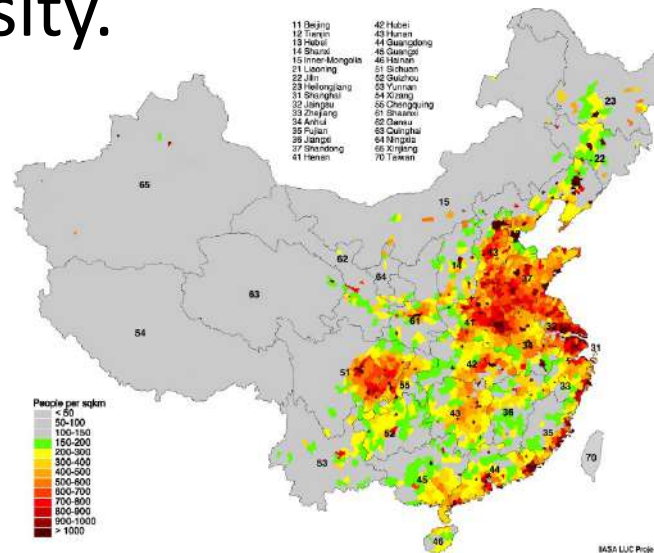 sity.
11 Beijing
12 Tianjin
13 Hebei
14 Shanxi
15 Inner-Mongolia
21 Liaoning
22 Jilin
23 Heilongjiang
31 Shanghai
32 Jaingsu
33 Zhejiang
34 Anhui
35 Fujian
36 Jiangxi
37 Shandong
41 Henan
42 Hubei
43 Hunan
44 Guangdong
45 Guangxi
46 Hainan
51 Sichuan
52 Guizhou
53 Yunnan
54 Xizang
55 Chongquing
61 Shaanxi
62 Gansu
63 Quinghai
64 Ningxia
65 Xinjiang
70 Taiwan
23
22
65
15
62
64
14
13
37
63
61
41
32
54
34
31
51
55
42
33
43
36
52
35
53
70
45
44
46
People per sqkm
< 50
50-100
100-150
150-200
200-300
300-400
400-500
500-600
600-700
700-800
800-900
900-1000
> 1000
IIASA LUC Proje